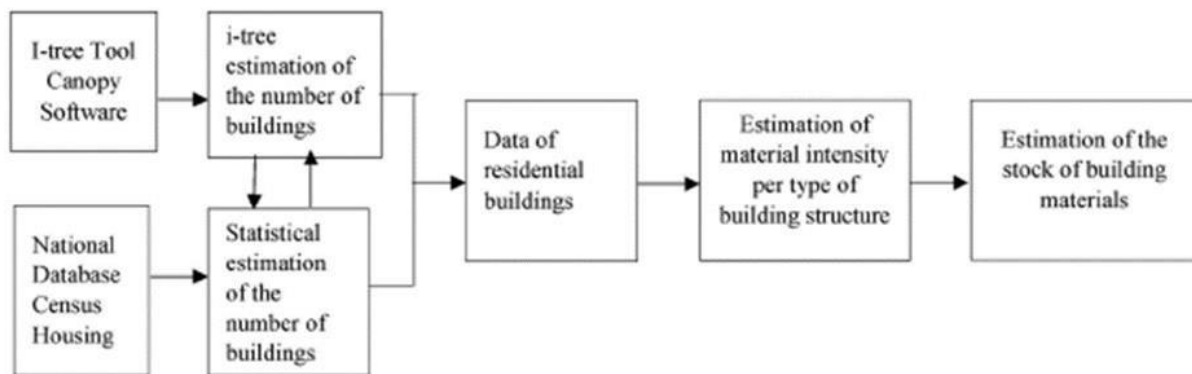 I-tree Tool
Canopy
Software
i-tree
estimation of
the number of
buildings
National
Database
Census
Housing
Statistical
estimation
of the
number of
buildings
Data of
residential
buildings
Estimation of
material intensity
per type of
building structure
Estimation of the
stock of building
materials